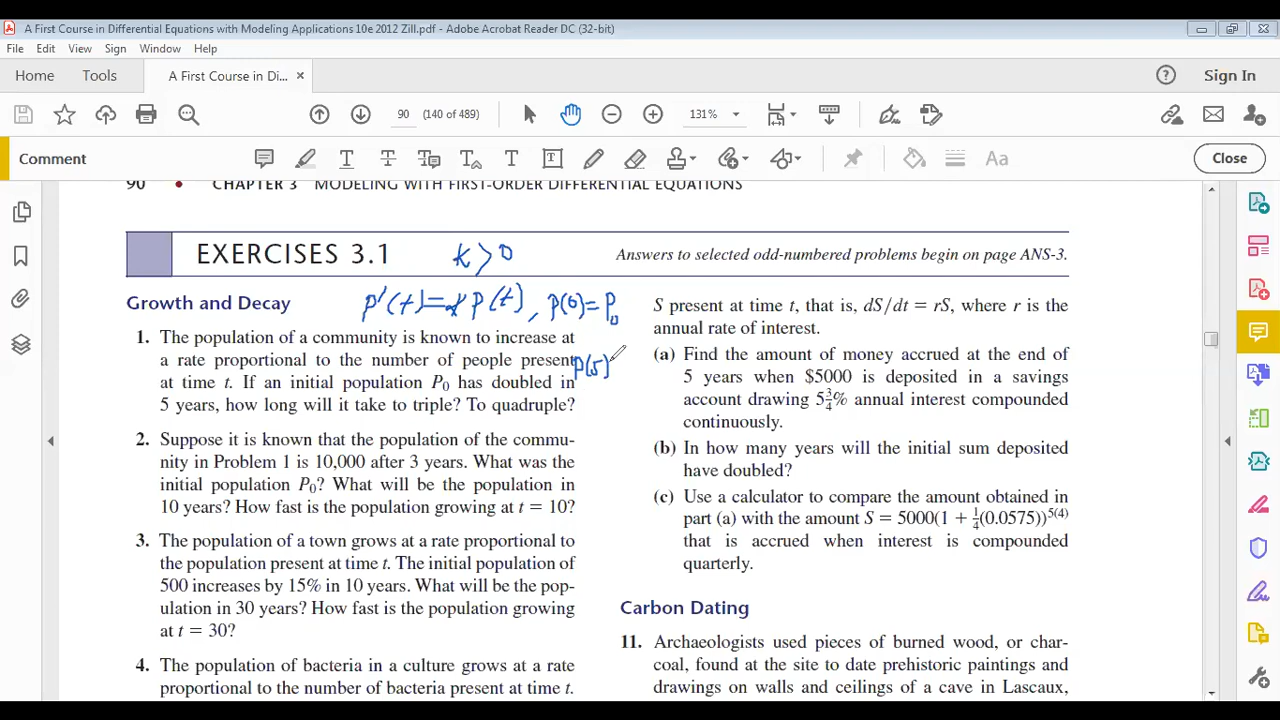 A First Course in Differential Equations with Modeling Applications 10e 2012 Zill.pdf - Adobe Acrobat Reader DC (32-bit)
File Edit View Sign Window Help
Home Tools A First Course in Di... × Sign In
90 (140 of 489) 131%
Comment Aa Close
90 • CHAPTER 3 MODELING WITH FIRST-ORDER DIFFERENTIAL EQUATIONS
EXERCISES 3.1 k > 0 Answers to selected odd-numbered problems begin on page ANS-3.
Growth and Decay P'(t) = P(t), P(0) = P₀
1. The population of a community is known to increase at
a rate proportional to the number of people present
at time t. If an initial population P₀ has doubled in
P(5)
5 years, how long will it take to triple? To quadruple?
2. Suppose it is known that the population of the commu-
nity in Problem 1 is 10,000 after 3 years. What was the
initial population P₀? What will be the population in
10 years? How fast is the population growing at t = 10?
3. The population of a town grows at a rate proportional to
the population present at time t. The initial population of
500 increases by 15% in 10 years. What will be the pop-
ulation in 30 years? How fast is the population growing
at t = 30?
4. The population of bacteria in a culture grows at a rate
proportional to the number of bacteria present at time t.
S present at time t, that is, dS/dt = rS, where r is the
annual rate of interest.
(a) Find the amount of money accrued at the end of
5 years when $5000 is deposited in a savings
account drawing 5¾% annual interest compounded
continuously.
(b) In how many years will the initial sum deposited
have doubled?
(c) Use a calculator to compare the amount obtained in
part (a) with the amount S = 5000(1 + ¼(0.0575))⁵⁽⁴⁾
that is accrued when interest is compounded
quarterly.
Carbon Dating
11. Archaeologists used pieces of burned wood, or char-
coal, found at the site to date prehistoric paintings and
drawings on walls and ceilings of a cave in Lascaux,